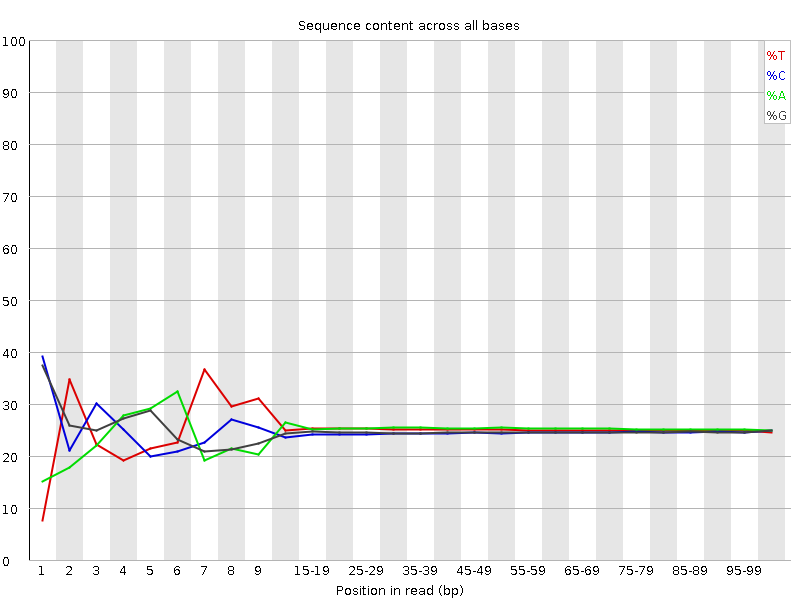 Sequence content across all bases
100
90
80
70
60
50
40
30
20
10
0
%T
%C
%A
%G
1 2 3 4 5 6 7 8 9 15-19 25-29 35-39 45-49 55-59 65-69 75-79 85-89 95-99
Position in read (bp)